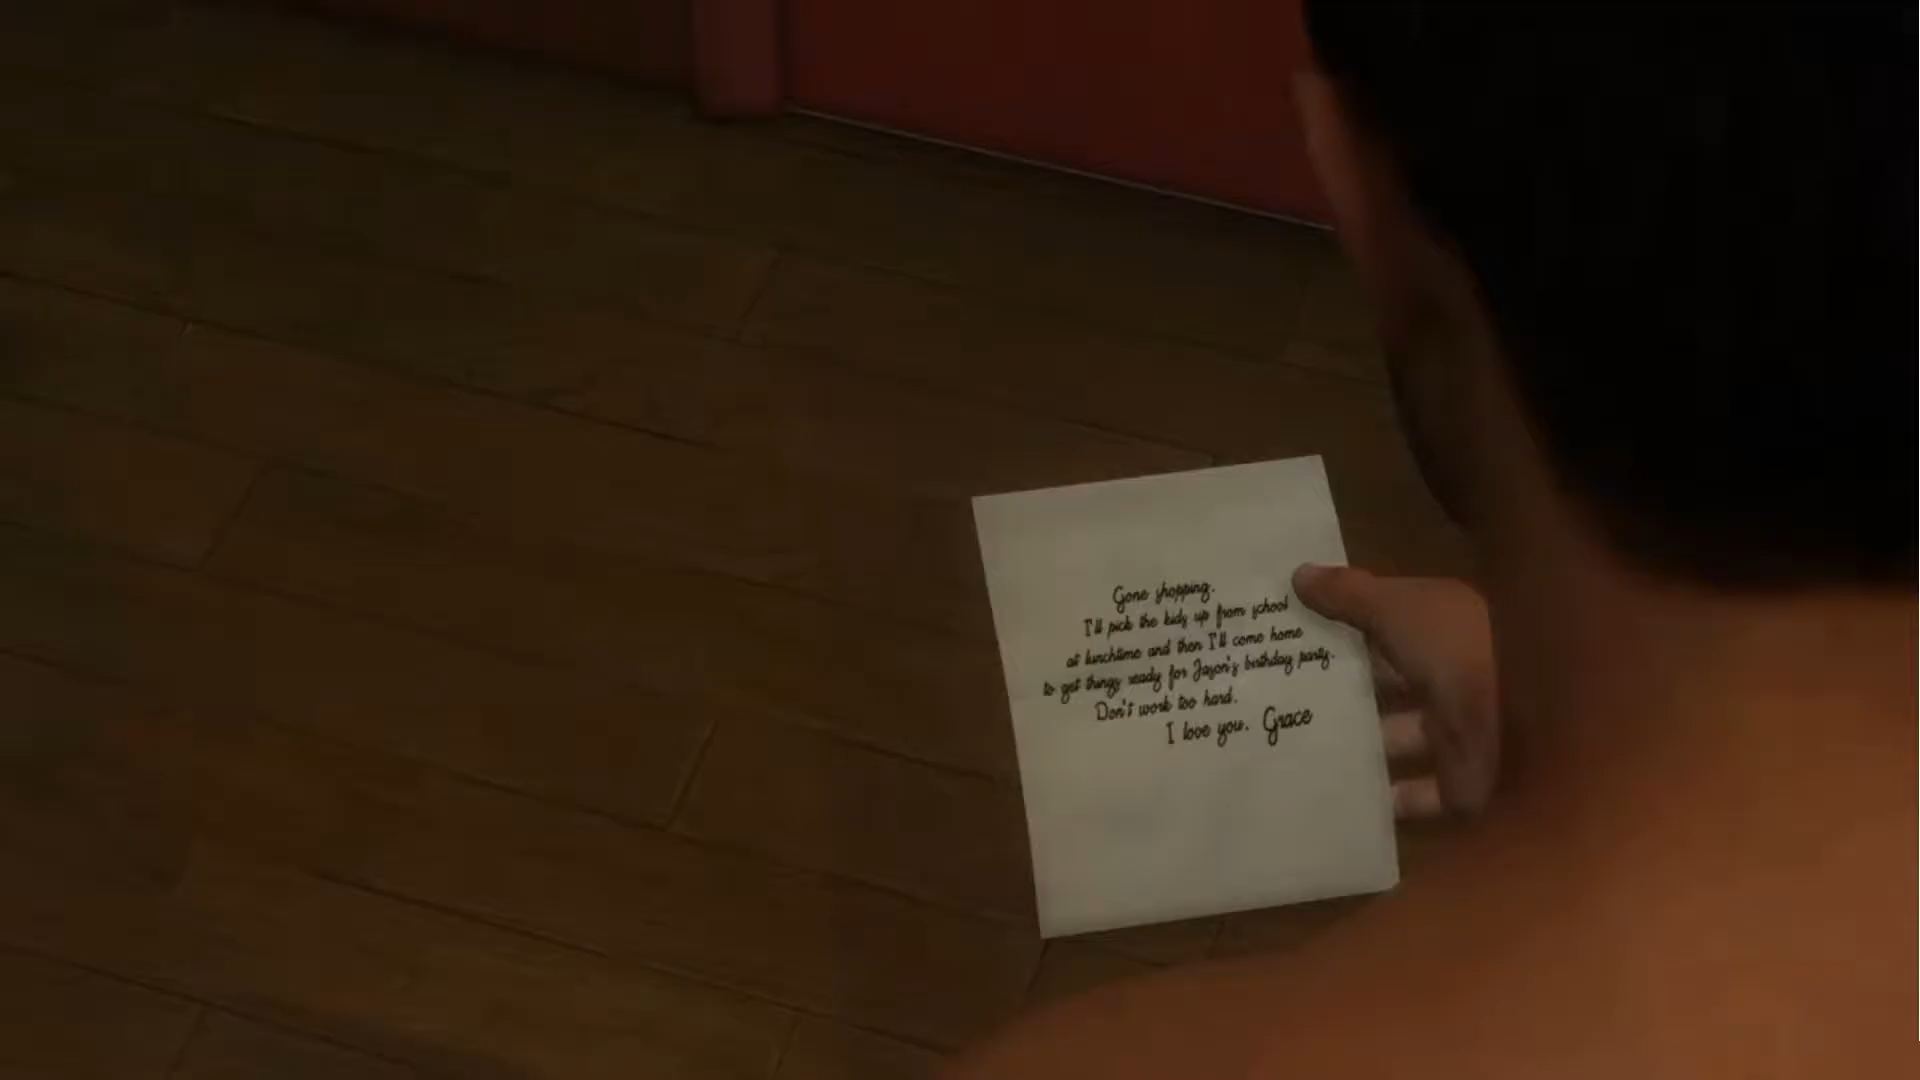 Gone shopping.
I'll pick the kids up from school
at lunchtime and then I'll come home
to get things ready for Jason's birthday party.
Don't work too hard.
I love you. Grace